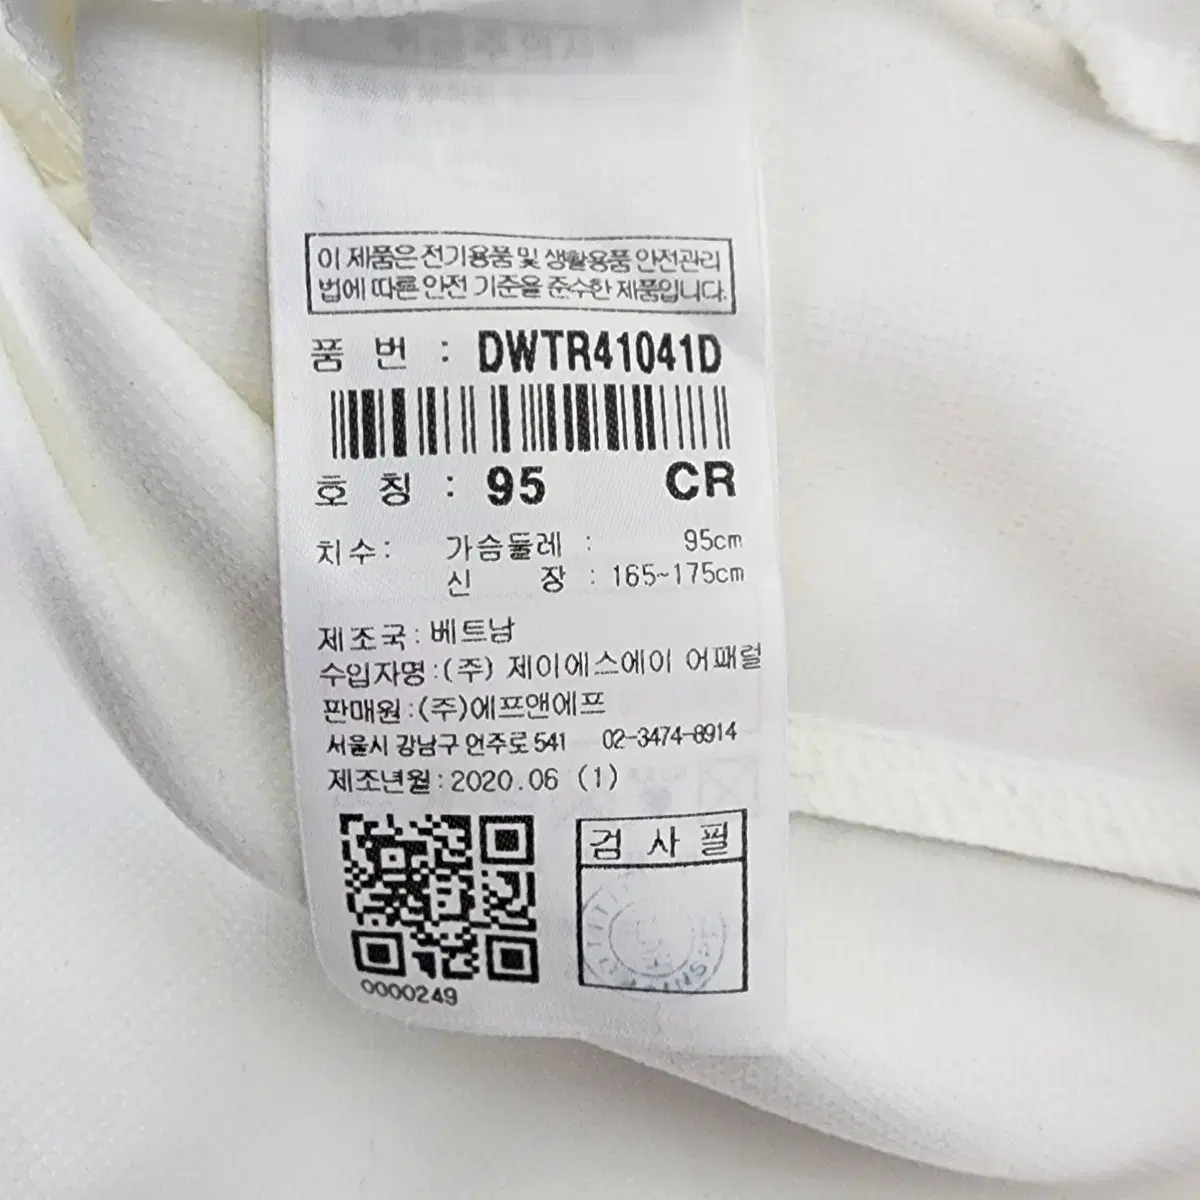 이 제품은 전기용품 및 생활용품 안전관리
법에 따른 안전 기준을 준수한 제품입니다.
품 번 : DWTR41041D
호 칭 : 95 CR
치수: 가슴둘레 : 95cm
신 장 : 165~175cm
제조국: 베트남
수입자명:(주) 제이에스에이 어패럴
판매원:(주)에프앤에프
서울시 강남구 언주로 541 02-3474-8914
제조년월: 2020.06 (1)
검 사 필
0000249